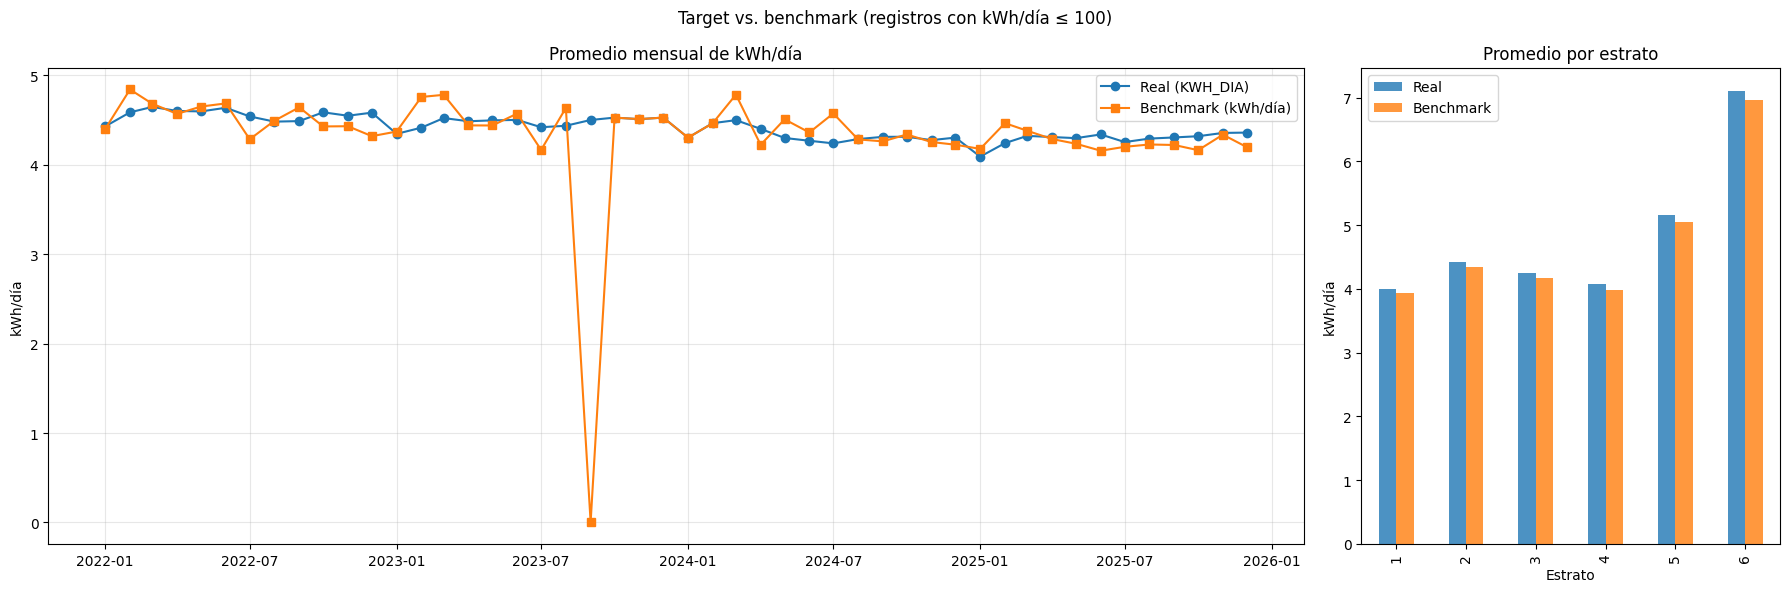 Target vs. benchmark (registros con kWh/día ≤ 100)
Promedio mensual de kWh/día
Real (KWH_DIA)
Benchmark (kWh/día)
kWh/día
5
4
3
2
1
0
2022-01 2022-07 2023-01 2023-07 2024-01 2024-07 2025-01 2025-07 2026-01
Promedio por estrato
Real
Benchmark
kWh/día
7
6
5
4
3
2
1
0
1 2 3 4 5 6
Estrato